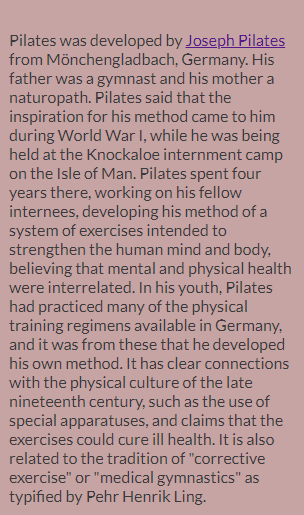 Pilates was developed by Joseph Pilates
from Mönchengladbach, Germany. His
father was a gymnast and his mother a
naturopath. Pilates said that the
inspiration for his method came to him
during World War I, while he was being
held at the Knockaloe internment camp
on the Isle of Man. Pilates spent four
years there, working on his fellow
internees, developing his method of a
system of exercises intended to
strengthen the human mind and body,
believing that mental and physical health
were interrelated. In his youth, Pilates
had practiced many of the physical
training regimens available in Germany,
and it was from these that he developed
his own method. It has clear connections
with the physical culture of the late
nineteenth century, such as the use of
special apparatuses, and claims that the
exercises could cure ill health. It is also
related to the tradition of "corrective
exercise" or "medical gymnastics" as
typified by Pehr Henrik Ling.